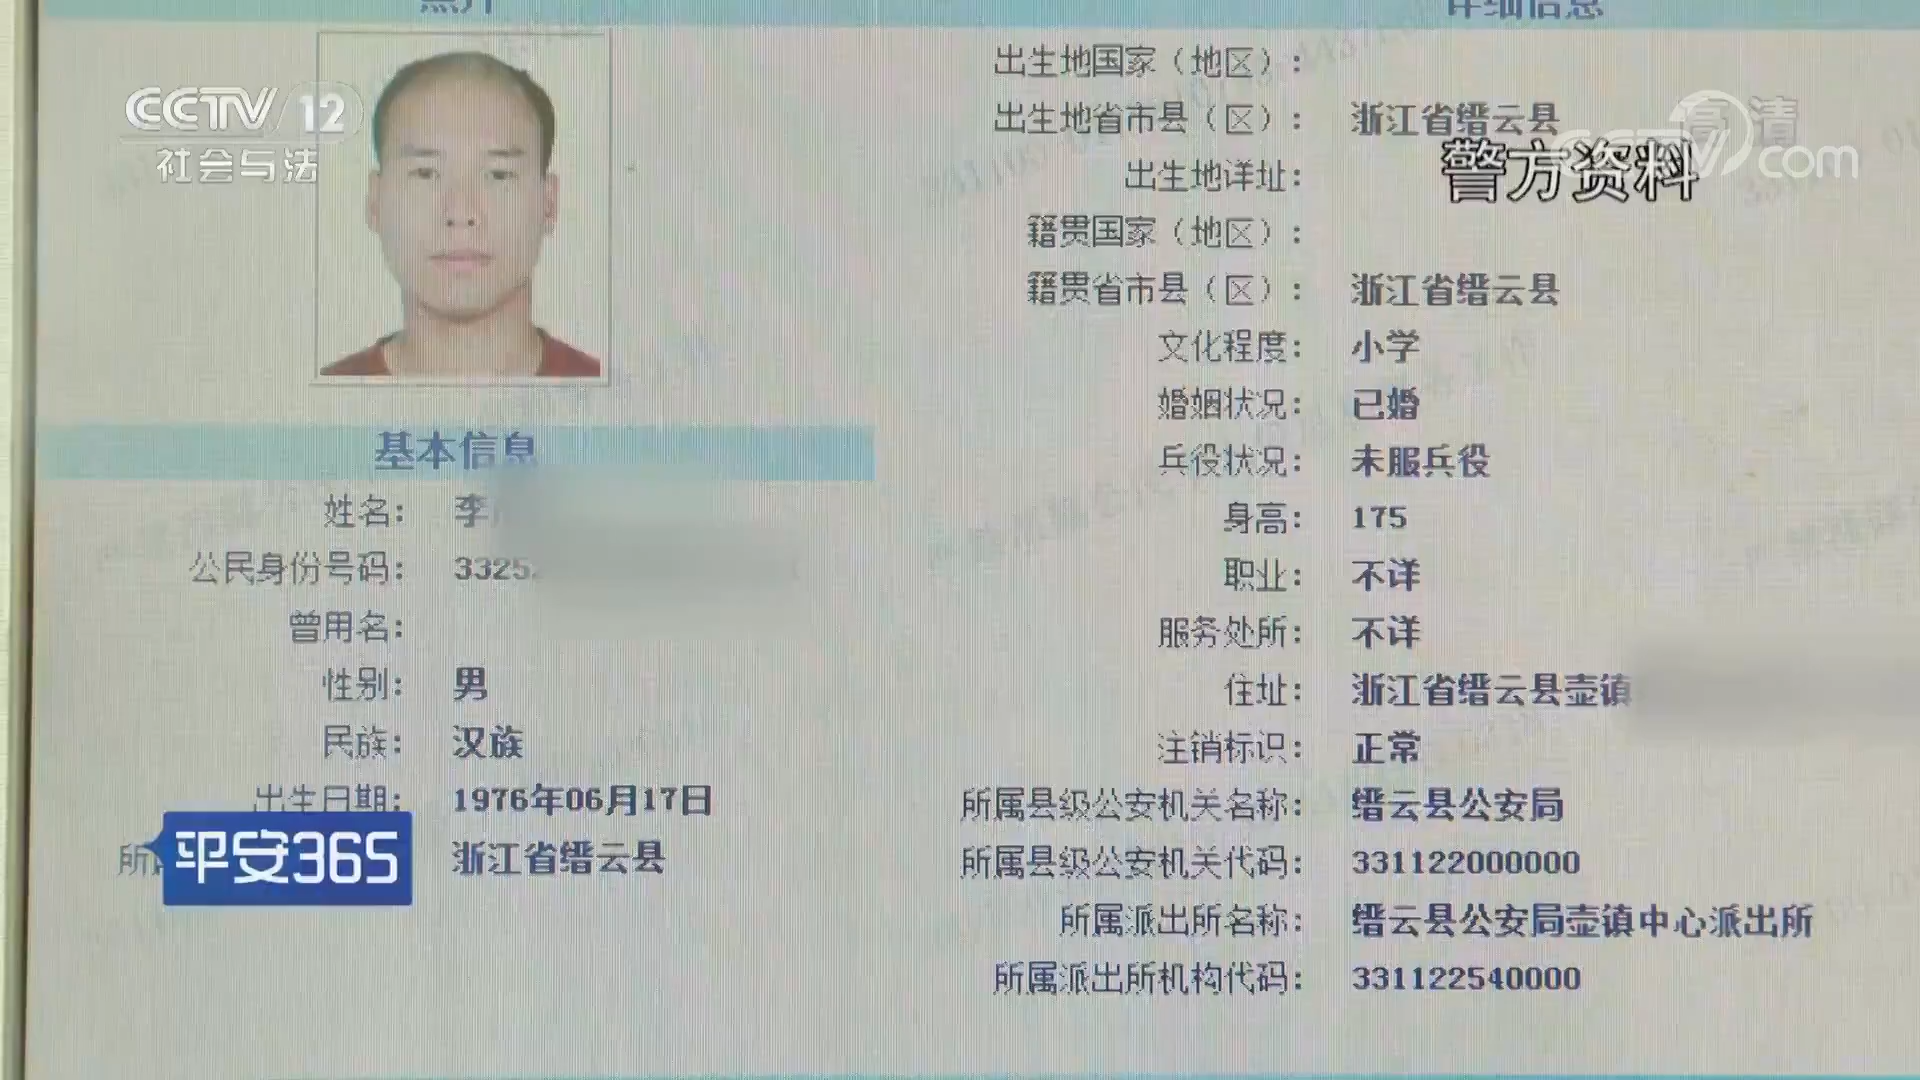 照片
详细信息
CCTV 12
社会与法
高清
CCTV.com
警方资料
出生地国家（地区）：
出生地省市县（区）： 浙江省缙云县
出生地详址：
籍贯国家（地区）：
籍贯省市县（区）： 浙江省缙云县
文化程度： 小学
婚姻状况： 已婚
兵役状况： 未服兵役
身高： 175
职业： 不详
服务处所： 不详
住址： 浙江省缙云县壶镇
注销标识： 正常
所属县级公安机关名称： 缙云县公安局
所属县级公安机关代码： 331122000000
所属派出所名称： 缙云县公安局壶镇中心派出所
所属派出所机构代码： 331122540000
基本信息
姓名： 李
公民身份号码： 3325
曾用名：
性别： 男
民族： 汉族
出生日期： 1976年06月17日
所 浙江省缙云县
平安365